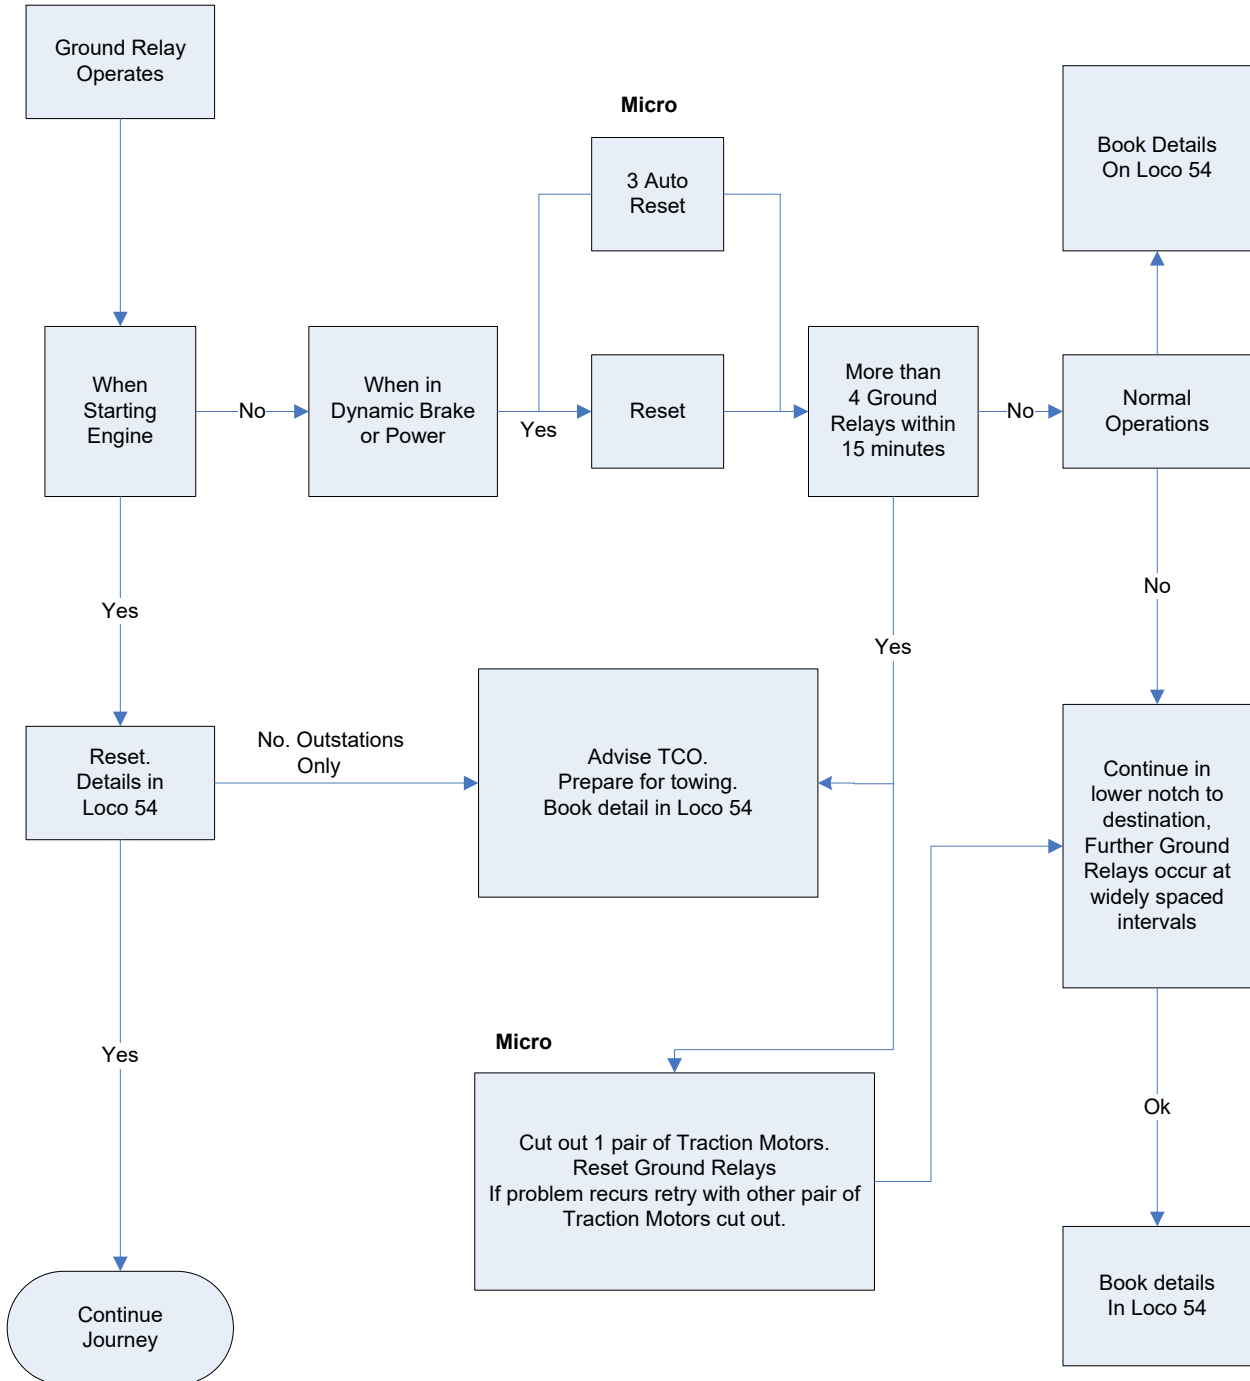 Ground Relay
Operates
Micro
3 Auto
Reset
Book Details
On Loco 54
When
Starting
Engine
No
When in
Dynamic Brake
or Power
Yes
Reset
More than
4 Ground
Relays within
15 minutes
No
Normal
Operations
Yes
Yes
No
Reset.
Details in
Loco 54
No. Outstations
Only
Advise TCO.
Prepare for towing.
Book detail in Loco 54
Continue in
lower notch to
destination,
Further Ground
Relays occur at
widely spaced
intervals
Yes
Micro
Cut out 1 pair of Traction Motors.
Reset Ground Relays
If problem recurs retry with other pair of
Traction Motors cut out.
Ok
Continue
Journey
Book details
In Loco 54